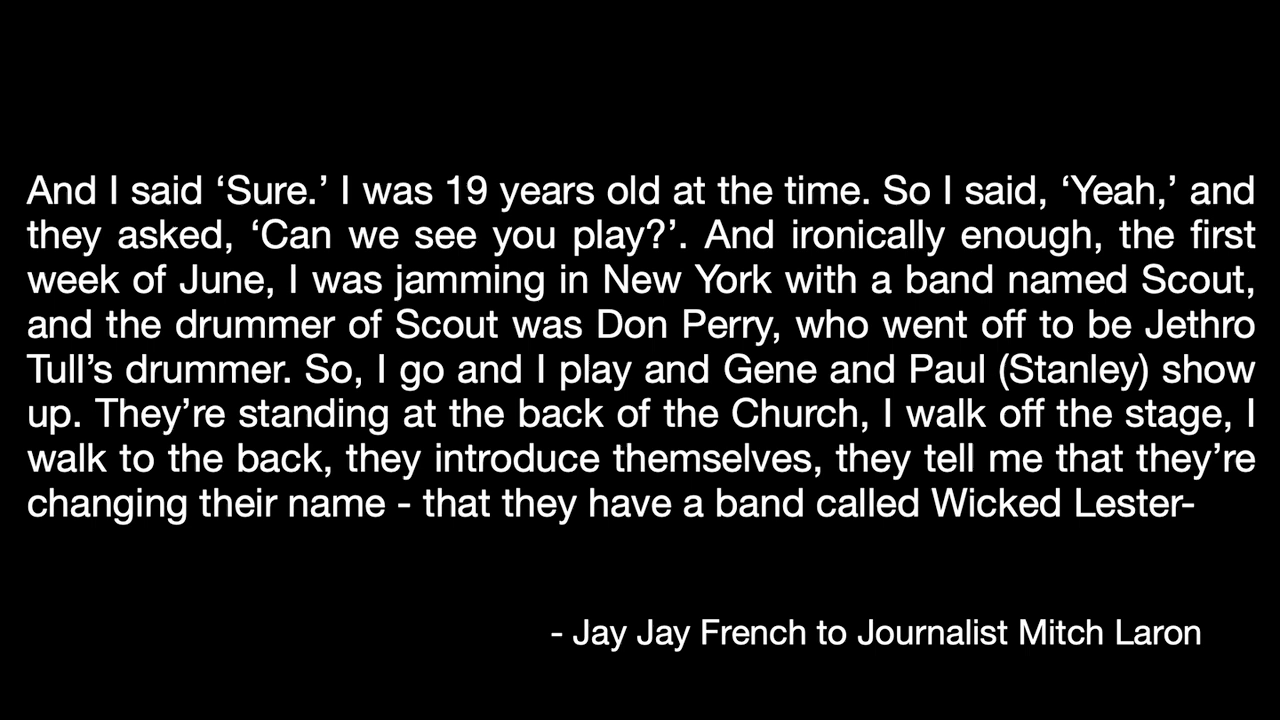 And I said ‘Sure.’ I was 19 years old at the time. So I said, ‘Yeah,’ and
they asked, ‘Can we see you play?’. And ironically enough, the first
week of June, I was jamming in New York with a band named Scout,
and the drummer of Scout was Don Perry, who went off to be Jethro
Tull’s drummer. So, I go and I play and Gene and Paul (Stanley) show
up. They’re standing at the back of the Church, I walk off the stage, I
walk to the back, they introduce themselves, they tell me that they’re
changing their name - that they have a band called Wicked Lester-
- Jay Jay French to Journalist Mitch Laron